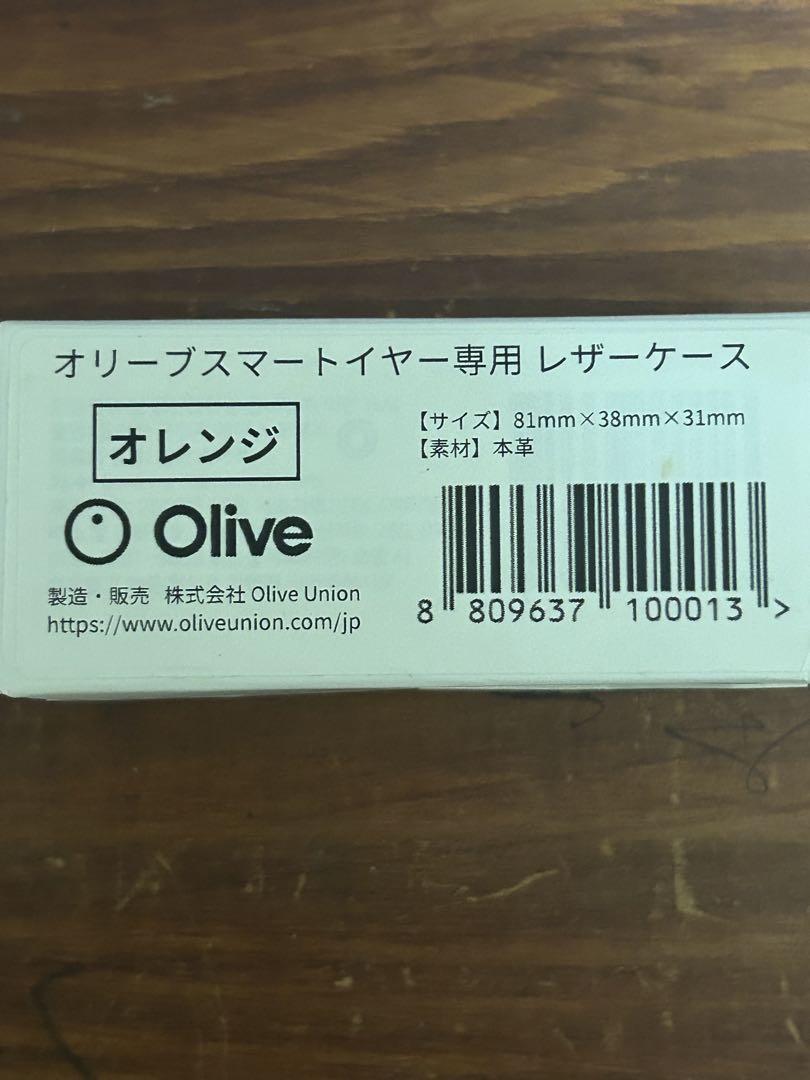 オリーブスマートイヤー専用 レザーケース
オレンジ
【サイズ】81mm×38mm×31mm
【素材】本革
Olive
製造・販売 株式会社 Olive Union
https://www.oliveunion.com/jp
8 809637 100013 >